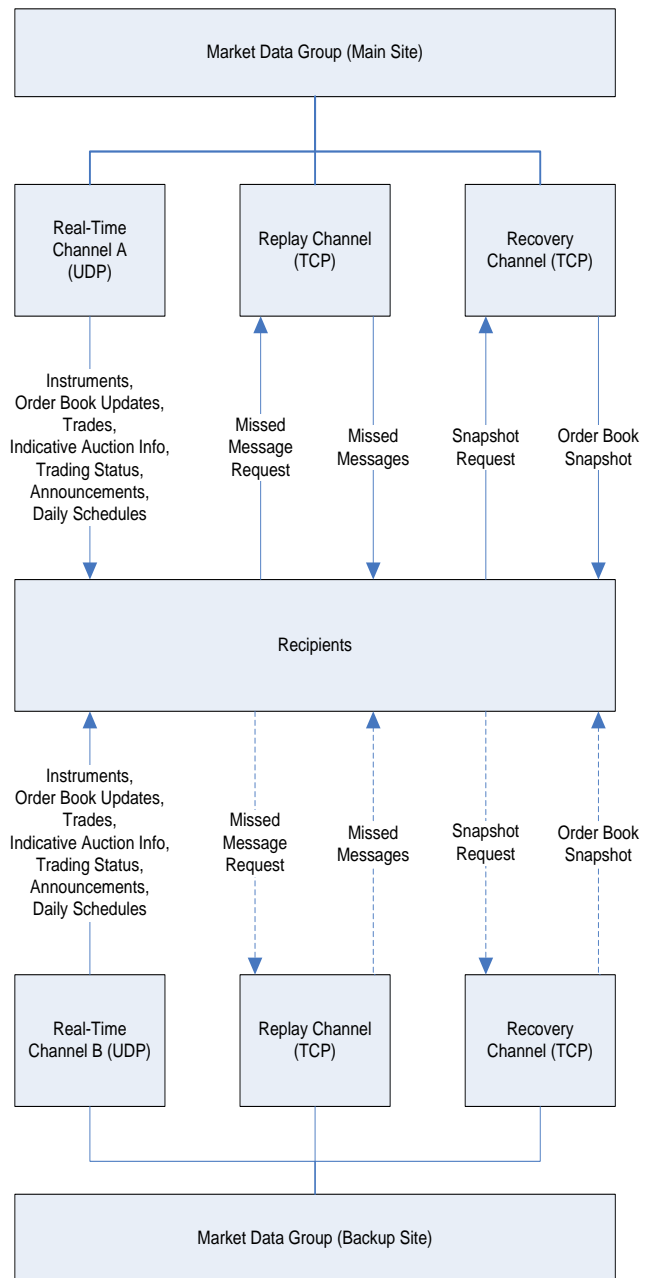 Market Data Group (Main Site)
Real-Time
Channel A
(UDP)
Replay Channel
(TCP)
Recovery
Channel (TCP)
Instruments,
Order Book Updates,
Trades,
Indicative Auction Info,
Trading Status,
Announcements,
Daily Schedules
Missed
Message
Request
Missed
Messages
Snapshot
Request
Order Book
Snapshot
Recipients
Instruments,
Order Book Updates,
Trades,
Indicative Auction Info,
Trading Status,
Announcements,
Daily Schedules
Missed
Message
Request
Missed
Messages
Snapshot
Request
Order Book
Snapshot
Real-Time
Channel B (UDP)
Replay Channel
(TCP)
Recovery
Channel (TCP)
Market Data Group (Backup Site)